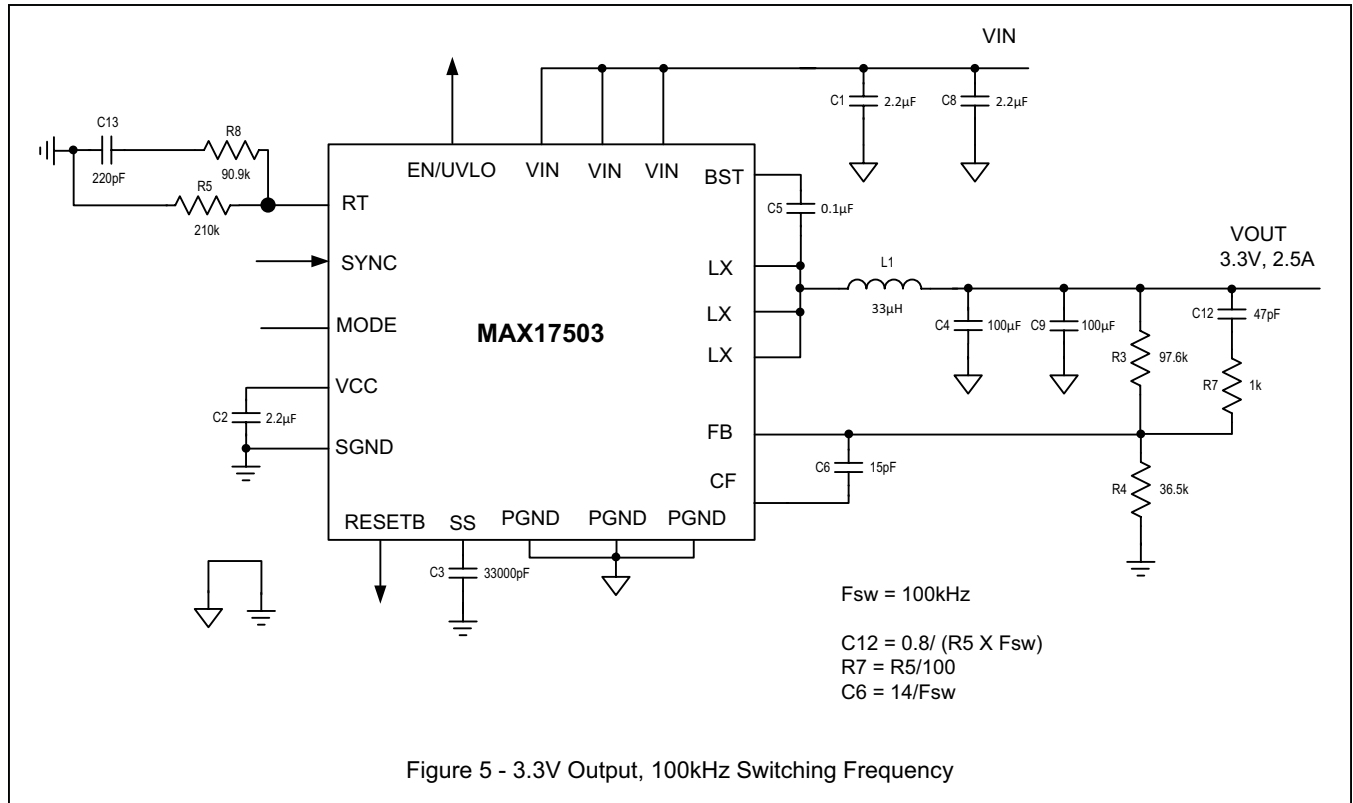 VIN
C1
2.2µF
C8
2.2µF
C13
220pF
R8
90.9k
R5
210k
EN/UVLO
VIN
VIN
VIN
BST
C5
0.1µF
RT
SYNC
MODE
VCC
C2
2.2µF
SGND
MAX17503
LX
LX
LX
L1
33µH
VOUT
3.3V, 2.5A
C4
100µF
C9
100µF
R3
97.6k
C12
47pF
R7
1k
FB
C6
15pF
CF
R4
36.5k
RESETB
SS
PGND
PGND
PGND
C3
33000pF
Fsw = 100kHz
C12 = 0.8/ (R5 X Fsw)
R7 = R5/100
C6 = 14/Fsw
Figure 5 - 3.3V Output, 100kHz Switching Frequency